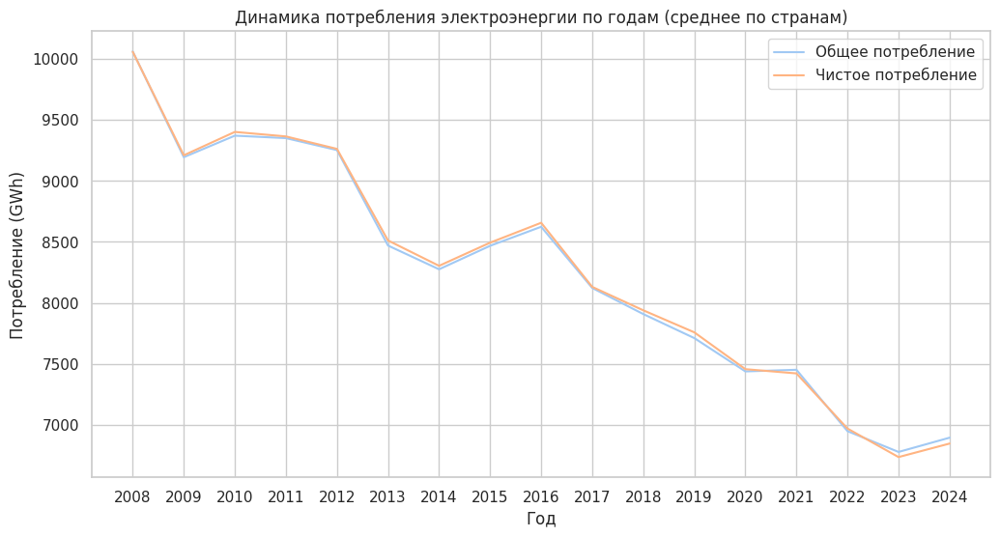 Динамика потребления электроэнергии по годам (среднее по странам)
Общее потребление
Чистое потребление
Потребление (GWh)
10000
9500
9000
8500
8000
7500
7000
2008 2009 2010 2011 2012 2013 2014 2015 2016 2017 2018 2019 2020 2021 2022 2023 2024
Год